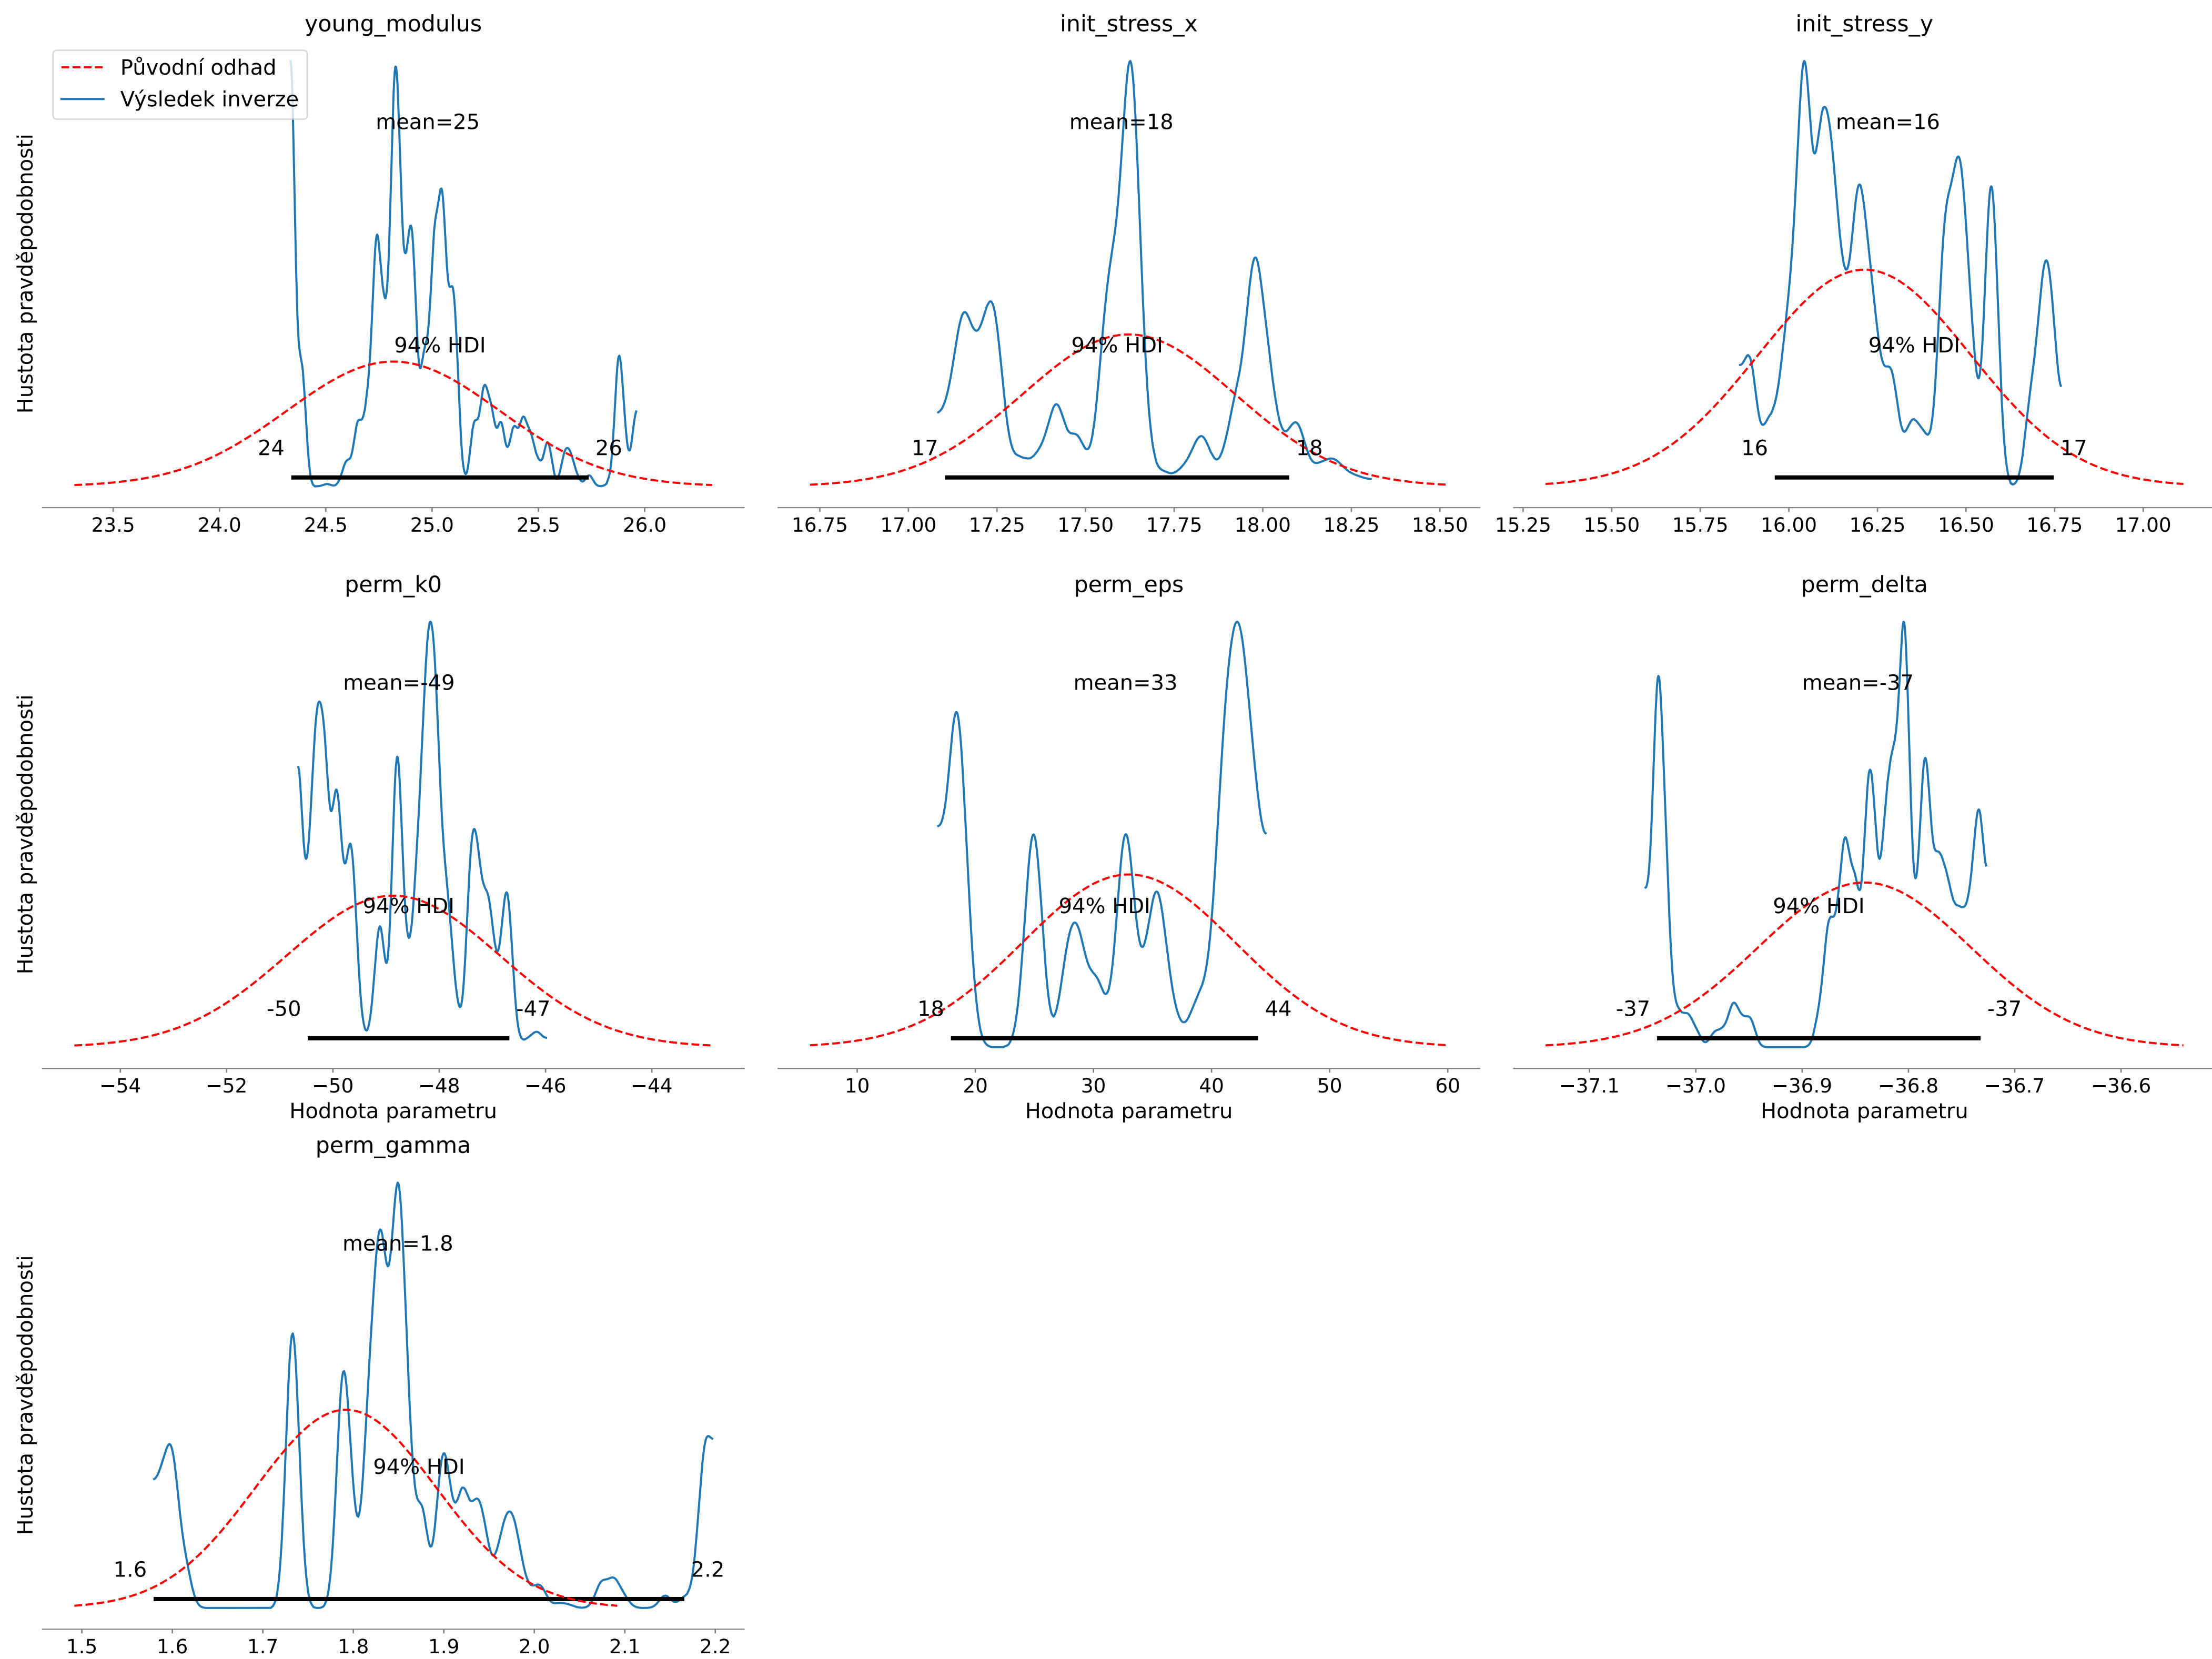 young_modulus
init_stress_x
init_stress_y
Původní odhad
Výsledek inverze
mean=25
mean=18
mean=16
Hustota pravděpodobnosti
94% HDI
94% HDI
94% HDI
24
26
17
18
16
17
23.5 24.0 24.5 25.0 25.5 26.0
16.75 17.00 17.25 17.50 17.75 18.00 18.25 18.50
15.25 15.50 15.75 16.00 16.25 16.50 16.75 17.00
perm_k0
perm_eps
perm_delta
mean=-49
mean=33
mean=-37
Hustota pravděpodobnosti
94% HDI
94% HDI
94% HDI
-50
-47
18
44
-37
-37
−54 −52 −50 −48 −46 −44
10 20 30 40 50 60
−37.1 −37.0 −36.9 −36.8 −36.7 −36.6
Hodnota parametru
Hodnota parametru
Hodnota parametru
perm_gamma
mean=1.8
Hustota pravděpodobnosti
94% HDI
1.6
2.2
1.5 1.6 1.7 1.8 1.9 2.0 2.1 2.2